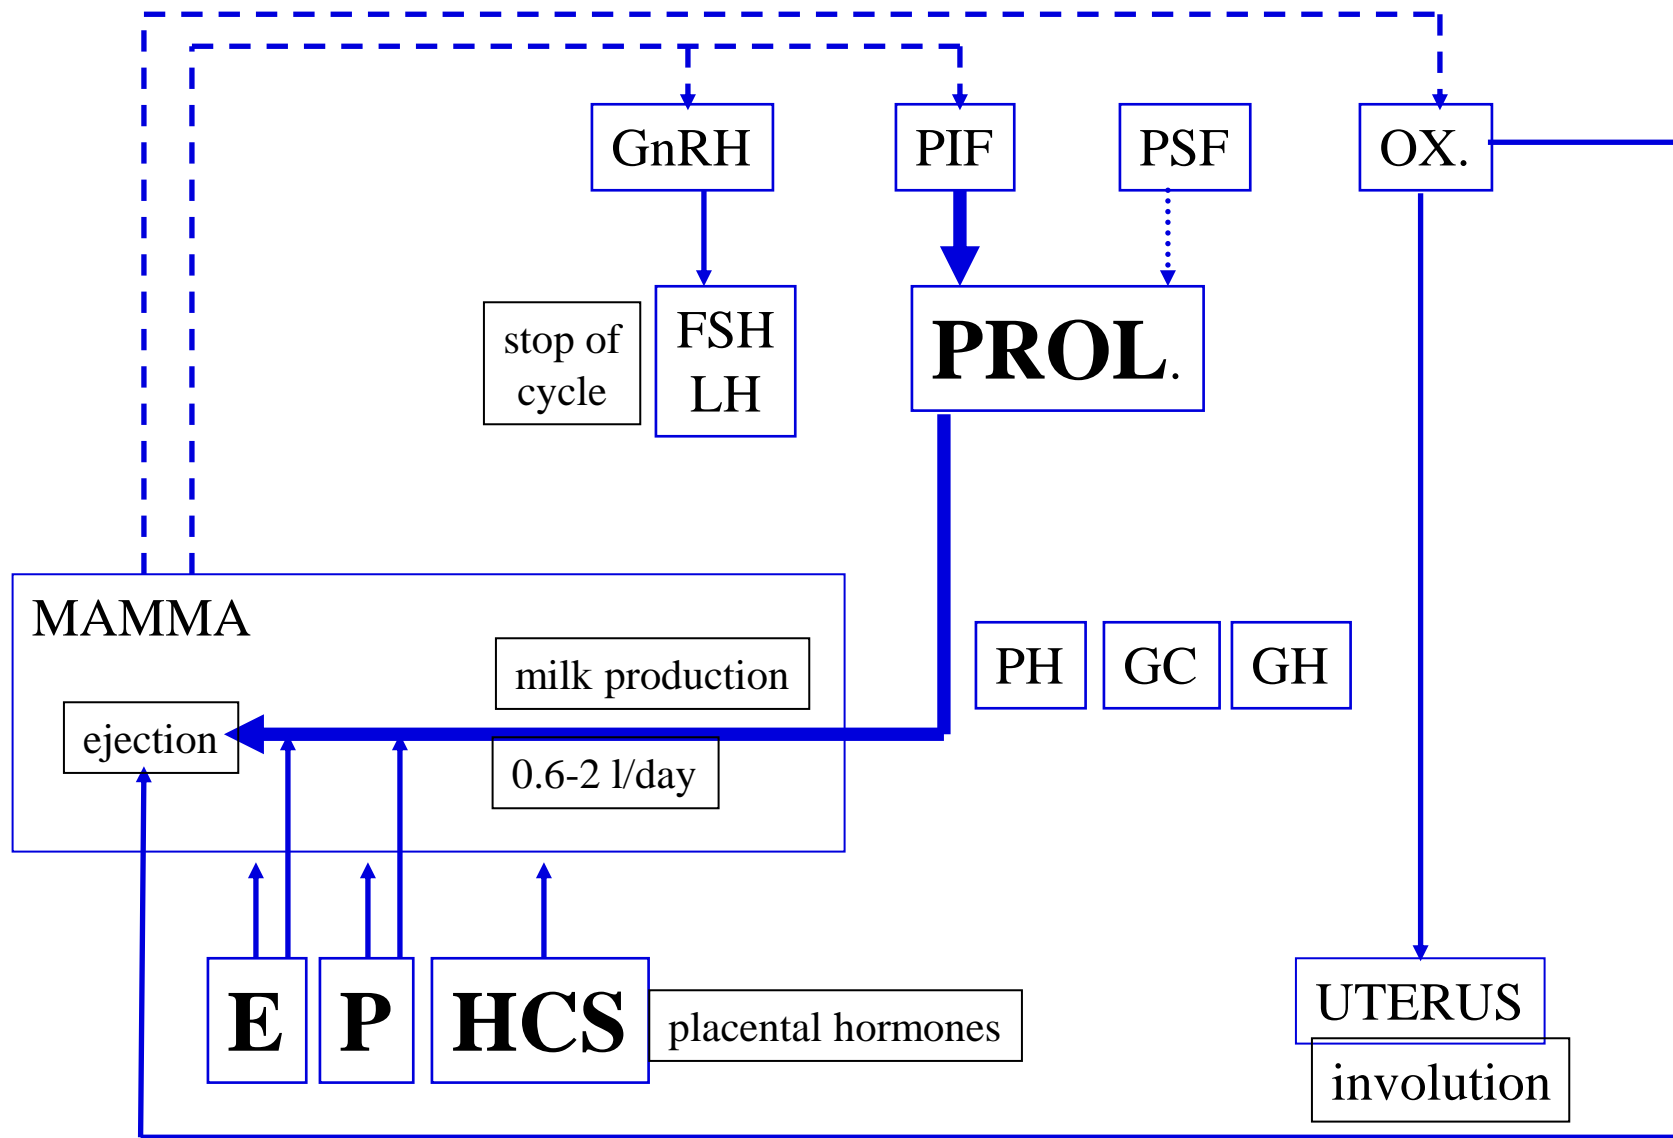 GnRH
PIF
PSF
OX.
stop of
cycle
FSH
LH
PROL.
MAMMA
milk production
PH
GC
GH
ejection
0.6-2 l/day
E
P
HCS
placental hormones
UTERUS
involution